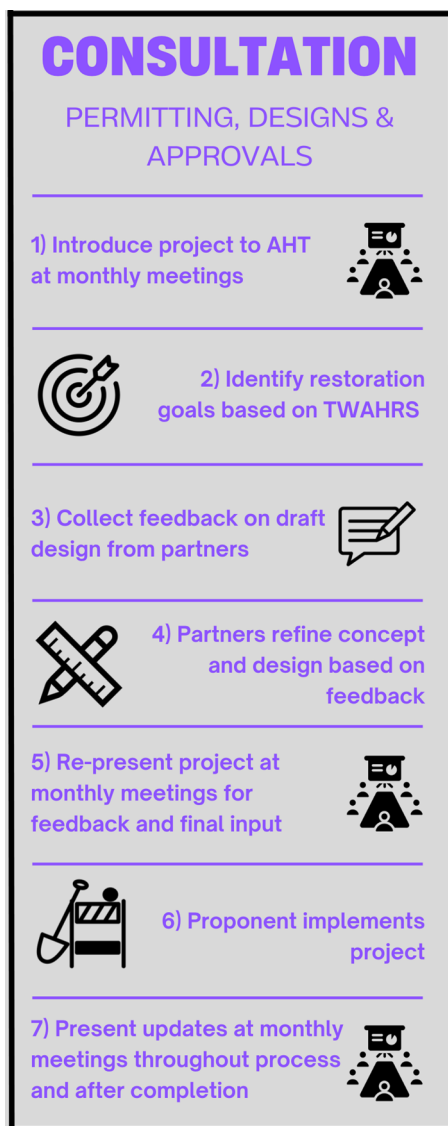 CONSULTATION
PERMITTING, DESIGNS &
APPROVALS
1) Introduce project to AHT
at monthly meetings
2) Identify restoration
goals based on TWAHRS
3) Collect feedback on draft
design from partners
4) Partners refine concept
and design based on
feedback
5) Re-present project at
monthly meetings for
feedback and final input
6) Proponent implements
project
7) Present updates at monthly
meetings throughout process
and after completion